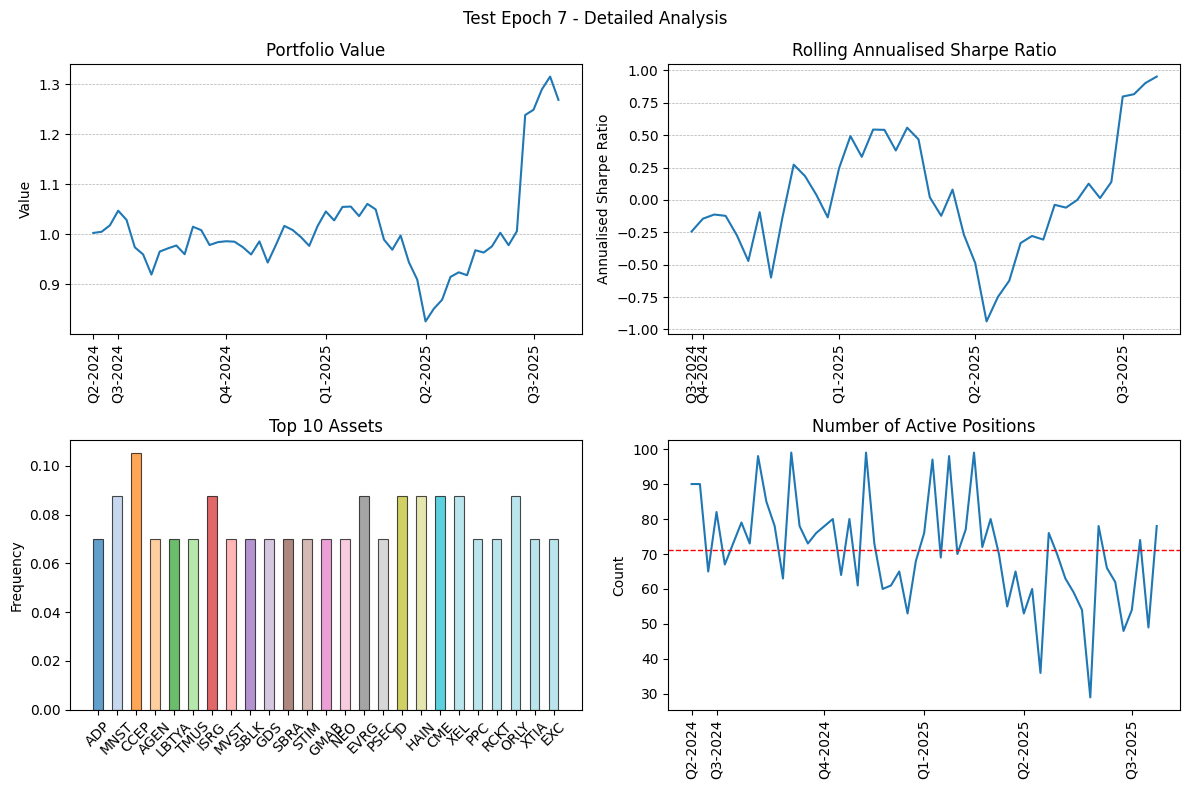 Test Epoch 7 - Detailed Analysis
Portfolio Value
Value
1.3
1.2
1.1
1.0
0.9
Q2-2024
Q3-2024
Q4-2024
Q1-2025
Q2-2025
Q3-2025
Rolling Annualised Sharpe Ratio
Annualised Sharpe Ratio
1.00
0.75
0.50
0.25
0.00
−0.25
−0.50
−0.75
−1.00
Q3-2024
Q4-2024
Q1-2025
Q2-2025
Q3-2025
Top 10 Assets
Frequency
0.10
0.08
0.06
0.04
0.02
0.00
ADP
MNST
CCEP
AGEN
LBTYA
TMUS
ISRG
MVST
SBLK
GDS
SBRA
STIM
GMAB
NEO
EVRG
PSEC
JD
HAIN
CME
XEL
PPC
RCKT
ORLY
XTIA
EXC
Number of Active Positions
Count
100
90
80
70
60
50
40
30
Q2-2024
Q3-2024
Q4-2024
Q1-2025
Q2-2025
Q3-2025